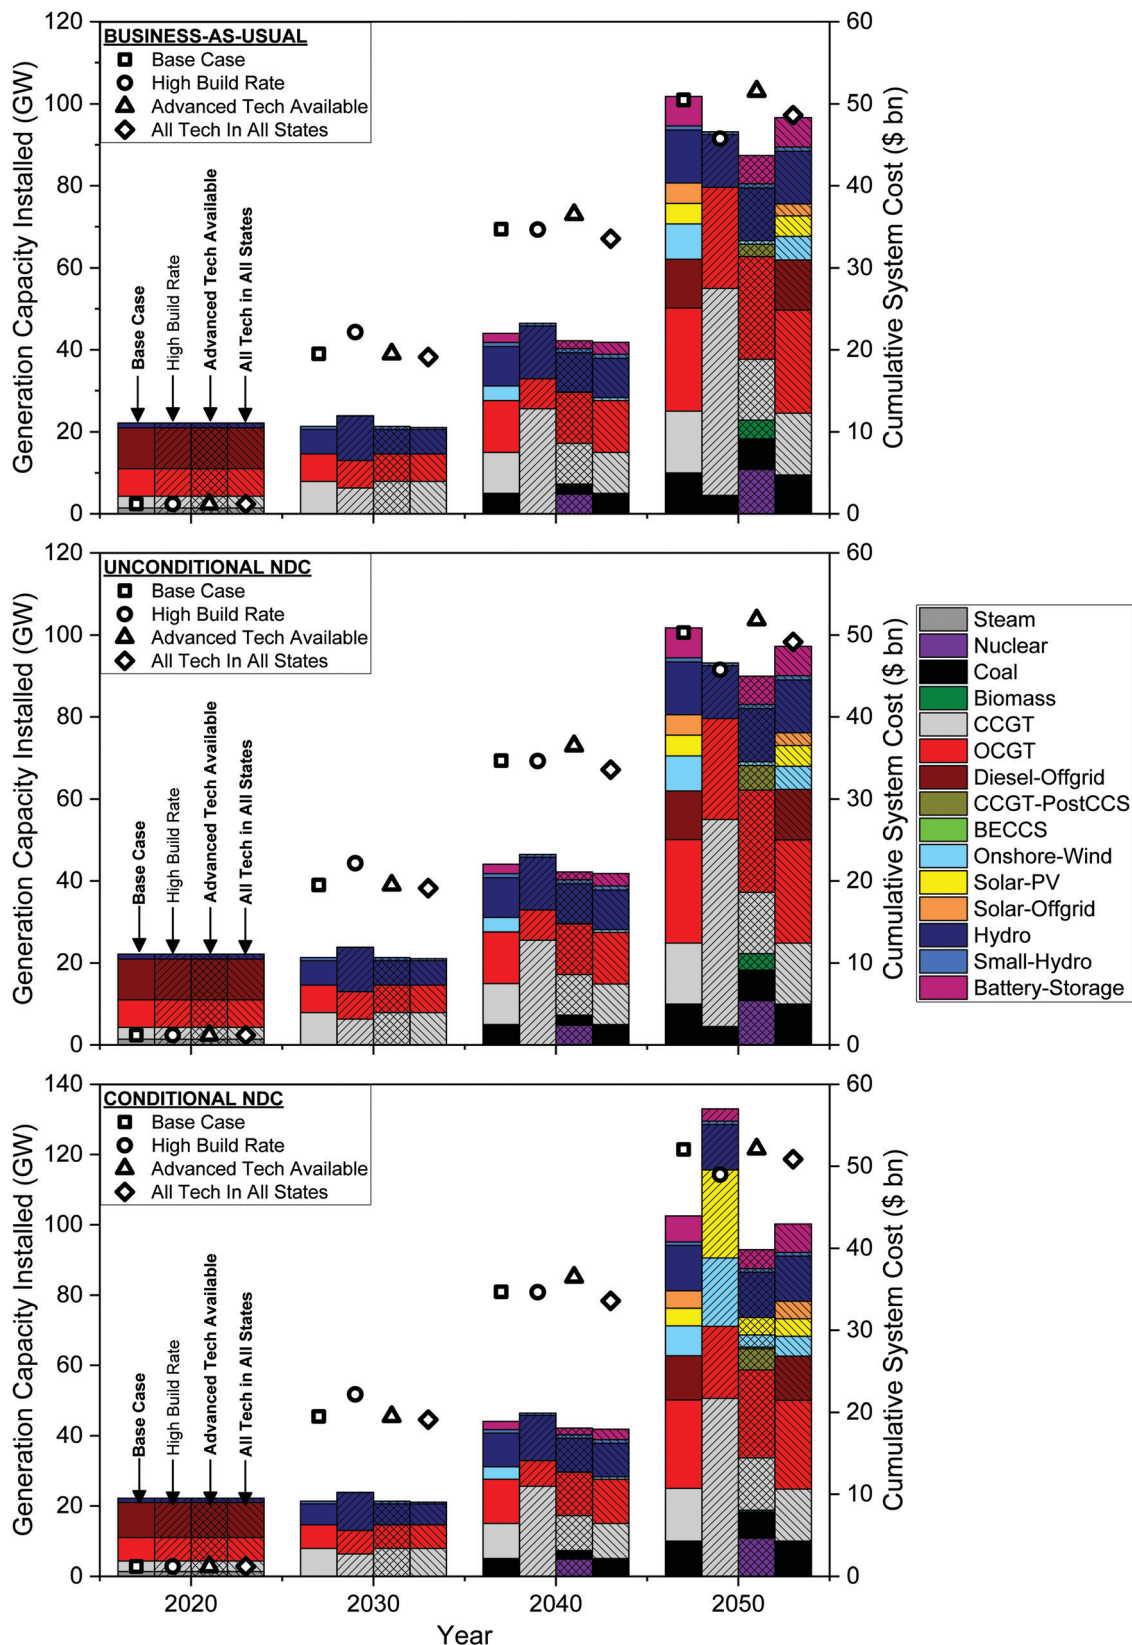 BUSINESS-AS-USUAL
Base Case
High Build Rate
Advanced Tech Available
All Tech In All States
Generation Capacity Installed (GW)
120
100
80
60
40
20
0
Base Case
High Build Rate
Advanced Tech Available
All Tech in All States
60
50
40
30
20
10
0
Cumulative System Cost ($ bn)
UNCONDITIONAL NDC
Base Case
High Build Rate
Advanced Tech Available
All Tech In All States
Generation Capacity Installed (GW)
120
100
80
60
40
20
0
Base Case
High Build Rate
Advanced Tech Available
All Tech in All States
60
50
40
30
20
10
0
Cumulative System Cost ($ bn)
Steam
Nuclear
Coal
Biomass
CCGT
OCGT
Diesel-Offgrid
CCGT-PostCCS
BECCS
Onshore-Wind
Solar-PV
Solar-Offgrid
Hydro
Small-Hydro
Battery-Storage
CONDITIONAL NDC
Base Case
High Build Rate
Advanced Tech Available
All Tech In All States
Generation Capacity Installed (GW)
140
120
100
80
60
40
20
0
Base Case
High Build Rate
Advanced Tech Available
All Tech in All States
60
50
40
30
20
10
0
Cumulative System Cost ($ bn)
2020
2030
2040
2050
Year